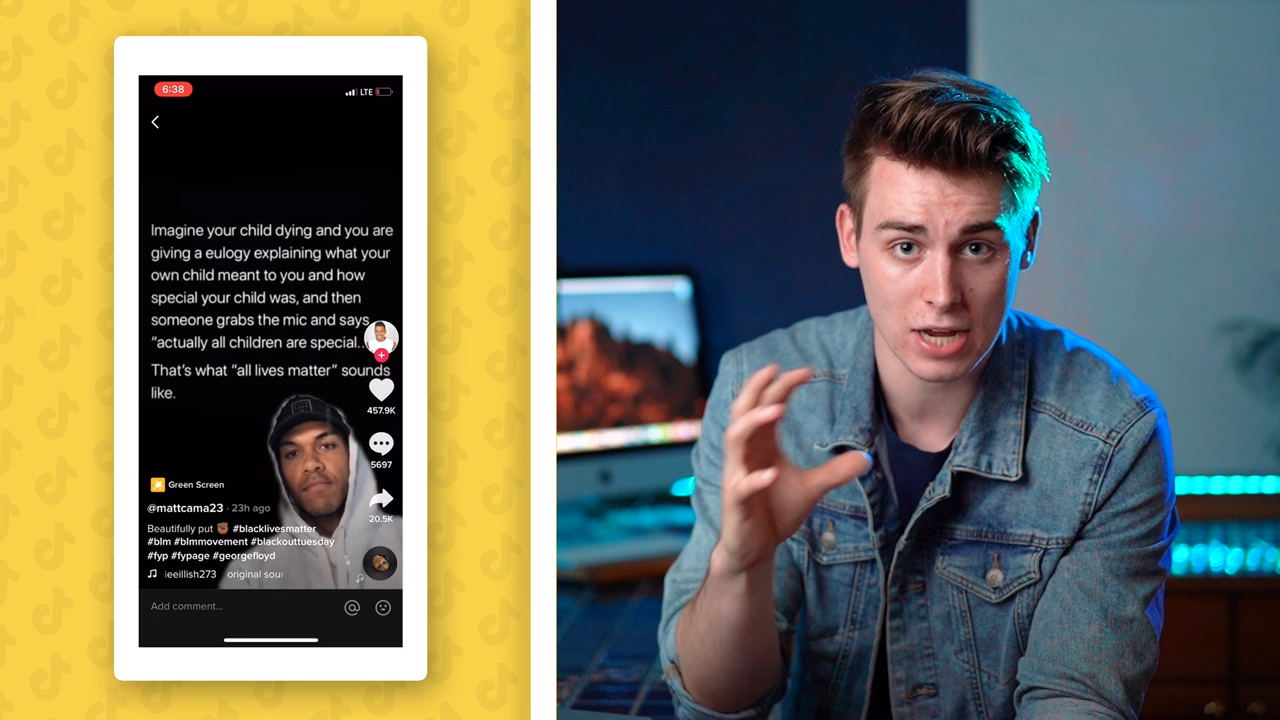 6:38
LTE
Imagine your child dying and you are
giving a eulogy explaining what your
own child meant to you and how
special your child was, and then
someone grabs the mic and says
"actually all children are special..
That's what "all lives matter" sounds
like.
457.9K
5697
20.5K
Green Screen
@mattcama23 · 23h ago
Beautifully put ✊🏾 #blacklivesmatter
#blm #blmmovement #blackouttuesday
#fyp #fypage #georgefloyd
ieeillish273 original sou
Add comment...